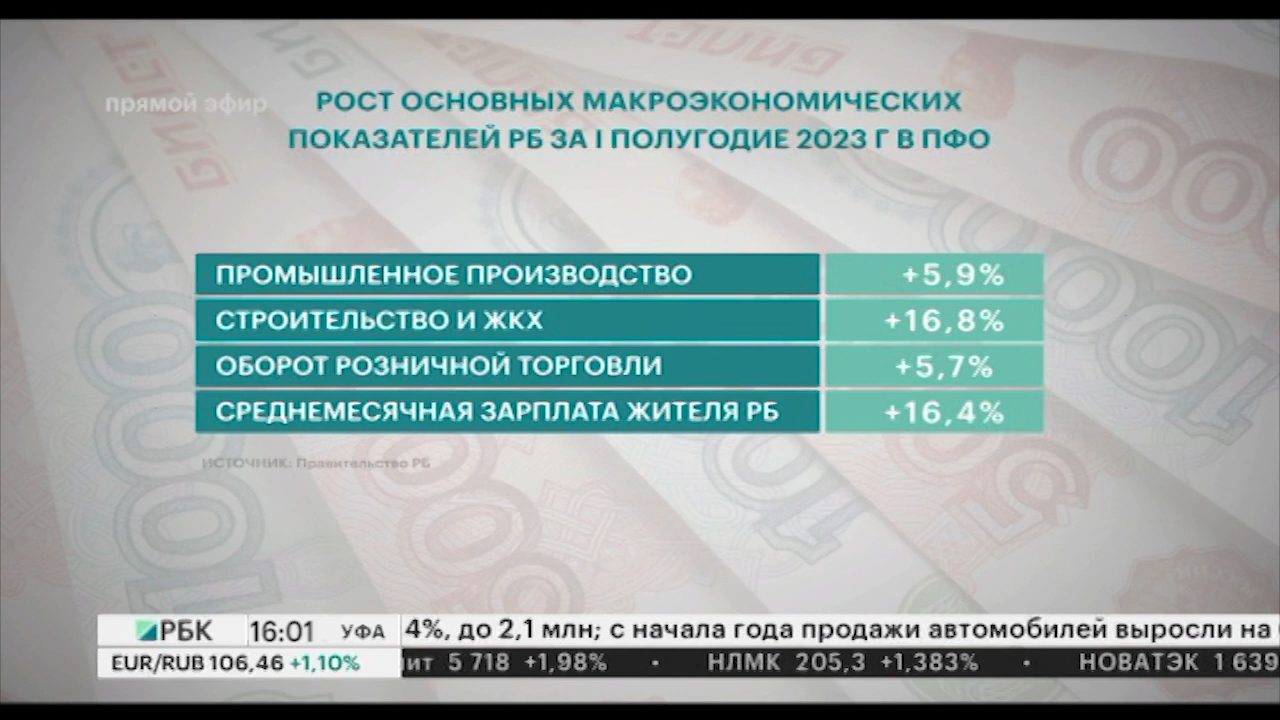 прямой эфир
РОСТ ОСНОВНЫХ МАКРОЭКОНОМИЧЕСКИХ
ПОКАЗАТЕЛЕЙ РБ ЗА I ПОЛУГОДИЕ 2023 Г В ПФО
ПРОМЫШЛЕННОЕ ПРОИЗВОДСТВО +5,9%
СТРОИТЕЛЬСТВО И ЖКХ +16,8%
ОБОРОТ РОЗНИЧНОЙ ТОРГОВЛИ +5,7%
СРЕДНЕМЕСЯЧНАЯ ЗАРПЛАТА ЖИТЕЛЯ РБ +16,4%
ИСТОЧНИК: Правительство РБ
РБК 16:01 УФА 4%, до 2,1 млн; с начала года продажи автомобилей выросли на
EUR/RUB 106,46 +1,10% ит 5 718 +1,98% • НЛМК 205,3 +1,383% • НОВАТЭК 1 639